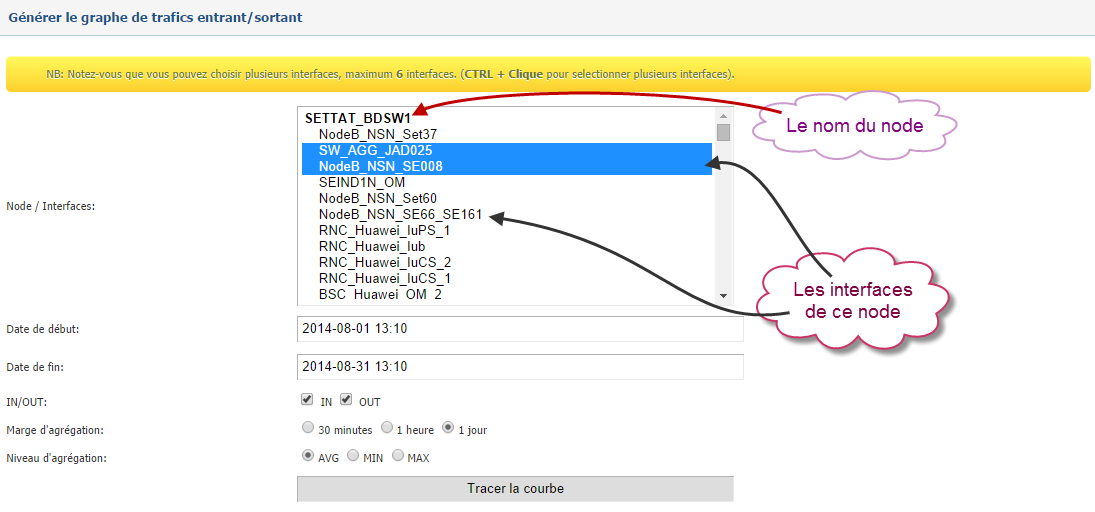 Générer le graphe de trafics entrant/sortant
NB: Notez-vous que vous pouvez choisir plusieurs interfaces, maximum 6 interfaces. (CTRL + Clique pour selectionner plusieurs interfaces).
Le nom du node
Node / Interfaces:
SETTAT_BDSW1
NodeB_NSN_Set37
SW_AGG_JAD025
NodeB_NSN_SE008
SEIND1N_OM
NodeB_NSN_Set60
NodeB_NSN_SE66_SE161
RNC_Huawei_IuPS_1
RNC_Huawei_Iub
RNC_Huawei_IuCS_2
RNC_Huawei_IuCS_1
BSC_Huawei_OM_2
Les interfaces
de ce node
Date de début: 2014-08-01 13:10
Date de fin: 2014-08-31 13:10
IN/OUT: IN OUT
Marge d'agrégation: 30 minutes 1 heure 1 jour
Niveau d'agrégation: AVG MIN MAX
Tracer la courbe